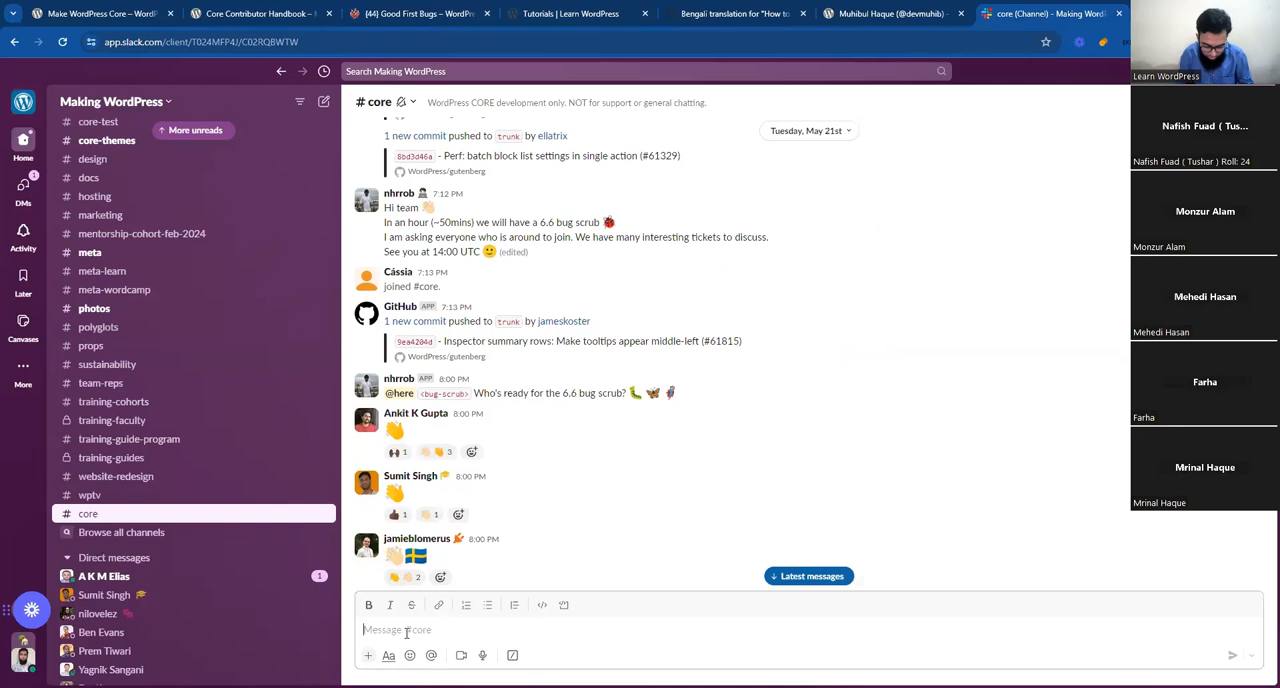 Make WordPress Core – WordP
Core Contributor Handbook – M
{44} Good First Bugs – WordPre
Tutorials | Learn WordPress
Bengali translation for "How to
Muhibul Haque (@devmuhib) –
core (Channel) - Making WordPr
app.slack.com/client/T024MFP4J/C02RQBWTW
Search Making WordPress
Making WordPress
core-test
More unreads
core-themes
design
docs
hosting
marketing
mentorship-cohort-feb-2024
meta
meta-learn
meta-wordcamp
photos
polyglots
props
sustainability
team-reps
training-cohorts
training-faculty
training-guide-program
training-guides
website-redesign
wptv
core
Browse all channels
Direct messages
A K M Elias 1
Sumit Singh
nilovelez
Ben Evans
Prem Tiwari
Yagnik Sangani
Home
1
DMs
Activity
Later
Canvases
More
# core
WordPress CORE development only. NOT for support or general chatting.
Tuesday, May 21st
1 new commit pushed to trunk by ellatrix
8bd3d46a - Perf: batch block list settings in single action (#61329)
WordPress/gutenberg
nhrrob 7:12 PM
Hi team 👋🏻
In an hour (~50mins) we will have a 6.6 bug scrub 🐞
I am asking everyone who is around to join. We have many interesting tickets to discuss.
See you at 14:00 UTC 🙂 (edited)
Cássia 7:13 PM
joined #core.
GitHub APP 7:13 PM
1 new commit pushed to trunk by jameskoster
9ea4204d - Inspector summary rows: Make tooltips appear middle-left (#61815)
WordPress/gutenberg
nhrrob APP 8:00 PM
@here <bug-scrub> Who's ready for the 6.6 bug scrub? 🐛 🦋 🦸
Ankit K Gupta 8:00 PM
👋
1 3
Sumit Singh 8:00 PM
👋
1 1
jamieblomerus 8:00 PM
👋🏻🇸🇪
2
Latest messages
Message #core
Learn WordPress
Nafish Fuad ( Tus...
Nafish Fuad ( Tushar ) Roll: 24
Monzur Alam
Monzur Alam
Mehedi Hasan
Mehedi Hasan
Farha
Farha
Mrinal Haque
Mrinal Haque